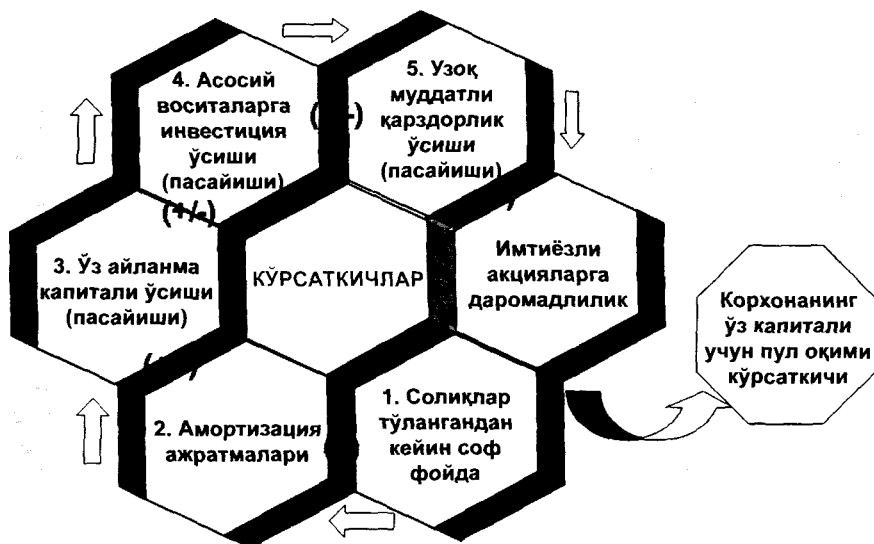 4. Асосий
воситаларга
инвестиция
ўсиши
(пасайиши)
(+/-)
5. Узоқ
муддатли
қарздорлик
ўсиши
(пасайиши)
-)
3. Ўз айланма
капитали ўсиши
(пасайиши)
КЎРСАТКИЧЛАР
Имтиёзли
акцияларга
даромадлилик
2. Амортизация
ажратмалари
1. Солиқлар
тўлангандан
кейин соф
фойда
Корхонанинг
ўз капитали
учун пул оқими
кўрсаткичи